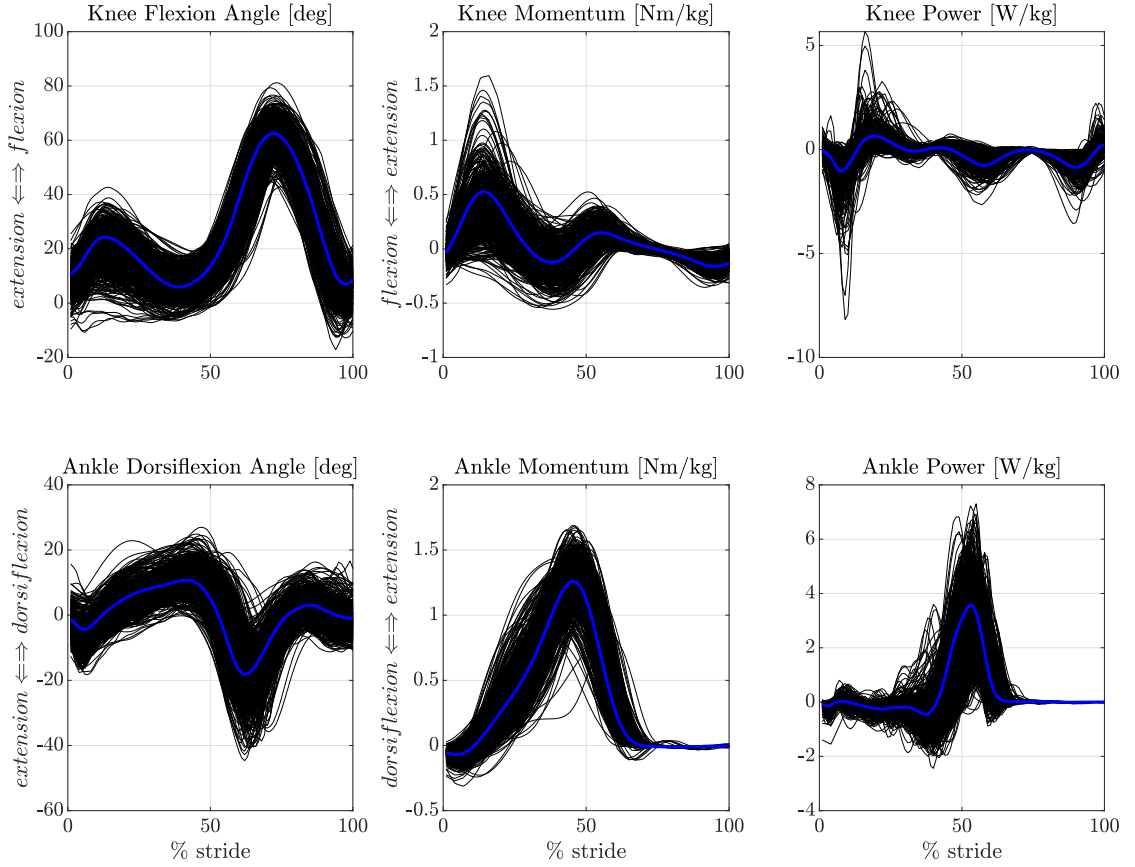 Knee Flexion Angle [deg]
extension ⇐⇒ flexion
100
80
60
40
20
0
-20
0 50 100
Knee Momentum [Nm/kg]
flexion ⇐⇒ extension
2
1.5
1
0.5
0
-0.5
-1
0 50 100
Knee Power [W/kg]
5
0
-5
-10
0 50 100
Ankle Dorsiflexion Angle [deg]
extension ⇐⇒ dorsiflexion
40
20
0
-20
-40
-60
0 50 100
% stride
Ankle Momentum [Nm/kg]
dorsiflexion ⇐⇒ extension
2
1.5
1
0.5
0
-0.5
0 50 100
% stride
Ankle Power [W/kg]
8
6
4
2
0
-2
-4
0 50 100
% stride